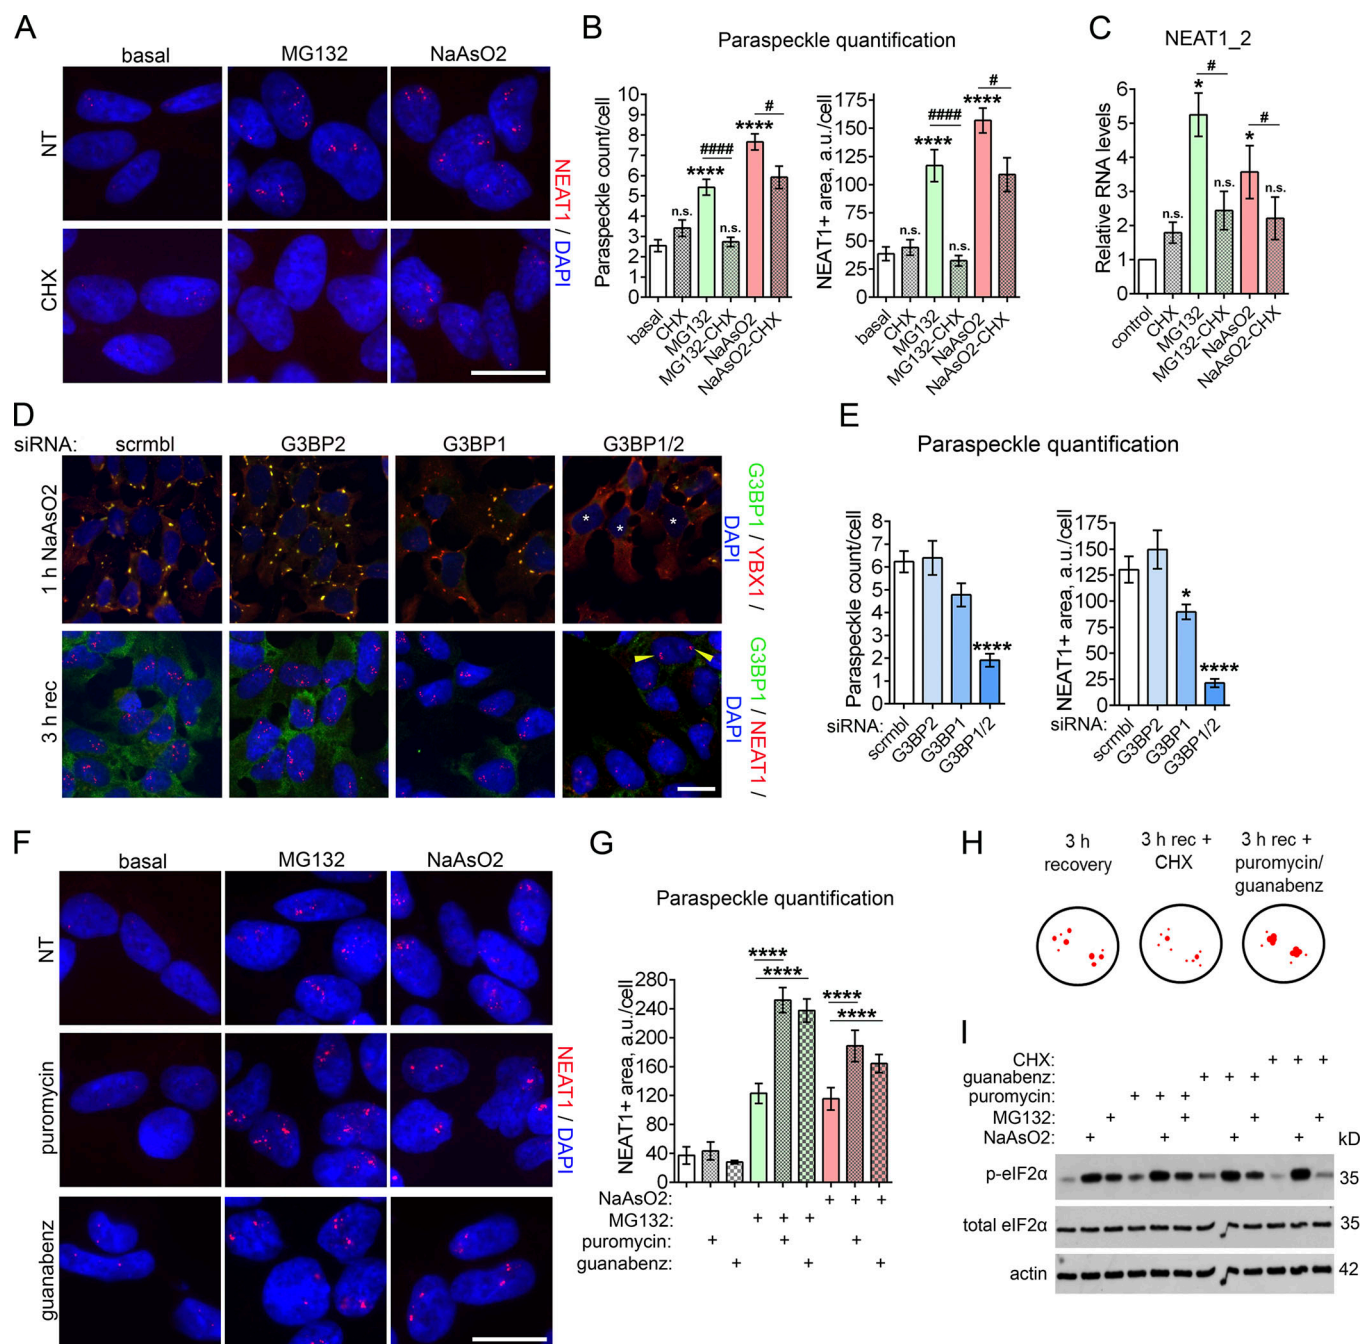 A
basal
MG132
NaAsO2
NT
CHX
NEAT1 / DAPI
B
Paraspeckle quantification
Paraspeckle count/cell
10
9
8
7
6
5
4
3
2
1
0
n.s.
****
####
n.s.
****
#
basal
CHX
MG132
MG132-CHX
NaAsO2
NaAsO2-CHX
NEAT1+ area, a.u./cell
175
150
125
100
75
50
25
0
n.s.
****
####
n.s.
****
#
basal
CHX
MG132
MG132-CHX
NaAsO2
NaAsO2-CHX
C
NEAT1_2
Relative RNA levels
6
5
4
3
2
1
0
n.s.
*
#
n.s.
*
#
n.s.
control
CHX
MG132
MG132-CHX
NaAsO2
NaAsO2-CHX
D
siRNA:
scrmbl
G3BP2
G3BP1
G3BP1/2
1 h NaAsO2
3 h rec
* * *
G3BP1 / YBX1 /
DAPI
G3BP1 / NEAT1 /
DAPI
E
Paraspeckle quantification
Paraspeckle count/cell
8
7
6
5
4
3
2
1
0
****
siRNA:
scrmbl
G3BP2
G3BP1
G3BP1/2
NEAT1+ area, a.u./cell
175
150
125
100
75
50
25
0
*
****
siRNA:
scrmbl
G3BP2
G3BP1
G3BP1/2
F
basal
MG132
NaAsO2
NT
puromycin
guanabenz
NEAT1 / DAPI
G
Paraspeckle quantification
NEAT1+ area, a.u./cell
280
240
200
160
120
80
40
0
****
****
****
****
NaAsO2: + + +
MG132: + + +
puromycin: + + +
guanabenz: + + +
H
3 h
recovery
3 h rec +
CHX
3 h rec +
puromycin/
guanabenz
I
CHX: + + +
guanabenz: + + +
puromycin: + + +
MG132: + + + +
NaAsO2: + + + +
kD
p-eIF2α 35
total eIF2α 35
actin 42